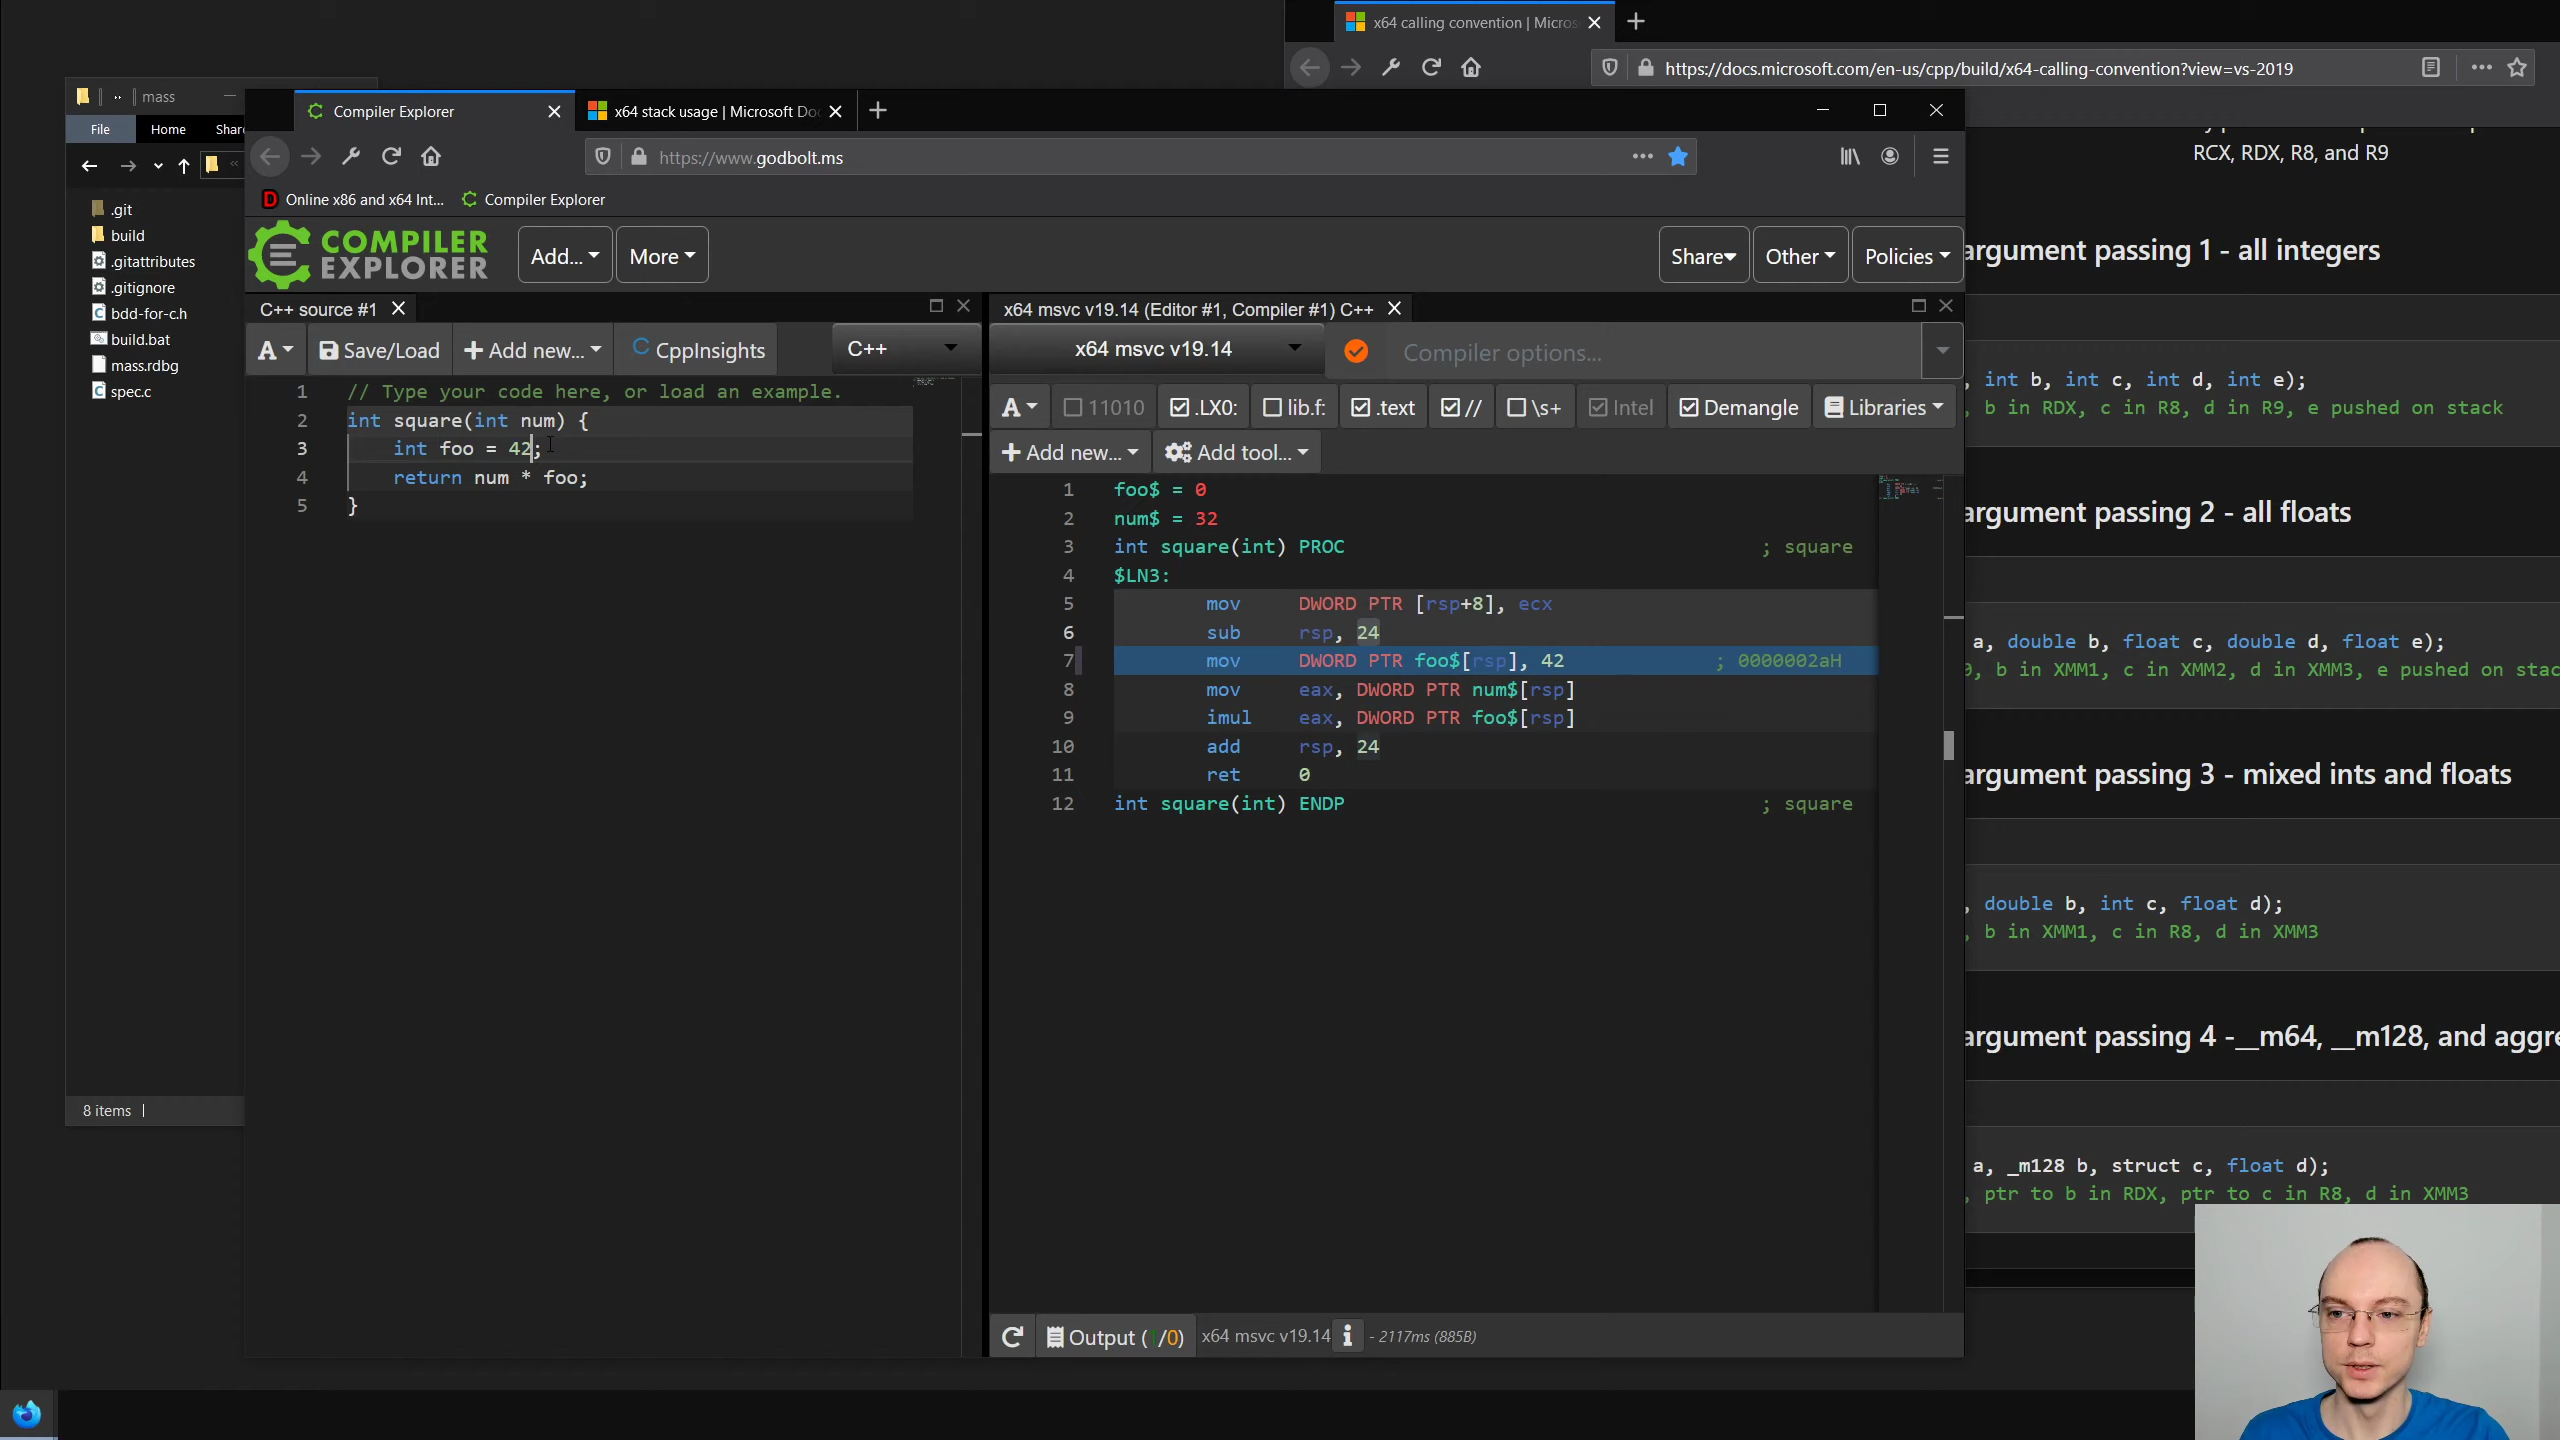 x64 calling convention | Micros
https://docs.microsoft.com/en-us/cpp/build/x64-calling-convention?view=vs-2019
mass
File
Home
Share
.git
build
.gitattributes
.gitignore
bdd-for-c.h
build.bat
mass.rdbg
spec.c
8 items
Compiler Explorer
x64 stack usage | Microsoft Doc
https://www.godbolt.ms
Online x86 and x64 Int...
Compiler Explorer
COMPILER
EXPLORER
Add...
More
Share
Other
Policies
C++ source #1
A
Save/Load
Add new...
CppInsights
C++
1 // Type your code here, or load an example.
2 int square(int num) {
3 int foo = 42;
4 return num * foo;
5 }
x64 msvc v19.14 (Editor #1, Compiler #1) C++
x64 msvc v19.14
Compiler options...
A
11010
.LX0:
lib.f:
.text
//
\s+
Intel
Demangle
Libraries
Add new...
Add tool...
1 foo$ = 0
2 num$ = 32
3 int square(int) PROC ; square
4 $LN3:
5 mov DWORD PTR [rsp+8], ecx
6 sub rsp, 24
7 mov DWORD PTR foo$[rsp], 42 ; 0000002aH
8 mov eax, DWORD PTR num$[rsp]
9 imul eax, DWORD PTR foo$[rsp]
10 add rsp, 24
11 ret 0
12 int square(int) ENDP ; square
Output (1/0)
x64 msvc v19.14
- 2117ms (885B)
RCX, RDX, R8, and R9
argument passing 1 - all integers
, int b, int c, int d, int e);
, b in RDX, c in R8, d in R9, e pushed on stack
argument passing 2 - all floats
a, double b, float c, double d, float e);
0, b in XMM1, c in XMM2, d in XMM3, e pushed on stac
argument passing 3 - mixed ints and floats
, double b, int c, float d);
, b in XMM1, c in R8, d in XMM3
argument passing 4 -__m64, __m128, and aggre
a, _m128 b, struct c, float d);
, ptr to b in RDX, ptr to c in R8, d in XMM3